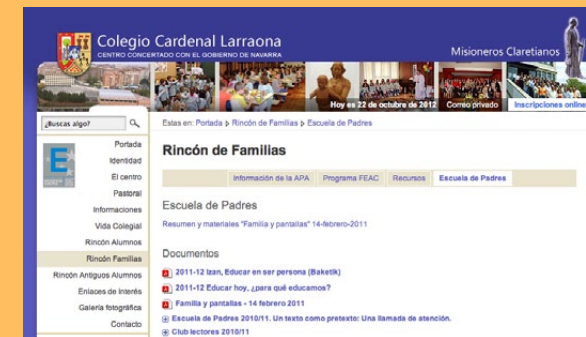 Colegio Cardenal Larraona
CENTRO CONCERTADO CON EL GOBIERNO DE NAVARRA
Misioneros Claretianos
Hoy es 22 de octubre de 2012
Correo privado
Inscripciones online
¿Buscas algo?
Estas en: Portada Rincón de Familias Escuela de Padres
Portada
Identidad
El centro
Pastoral
Informaciones
Vida Colegial
Rincón Alumnos
Rincón Familias
Rincón Antiguos Alumnos
Enlaces de Interés
Galería fotográfica
Contacto
Rincón de Familias
Información de la APA Programa FEAC Recursos Escuela de Padres
Escuela de Padres
Resumen y materiales "Familia y pantallas" 14-febrero-2011
Documentos
2011-12 Izan, Educar en ser persona (Baketik)
2011-12 Educar hoy, ¿para qué educamos?
Familia y pantallas - 14 febrero 2011
Escuela de Padres 2010/11. Un texto como pretexto: Una llamada de atención.
Club lectores 2010/11